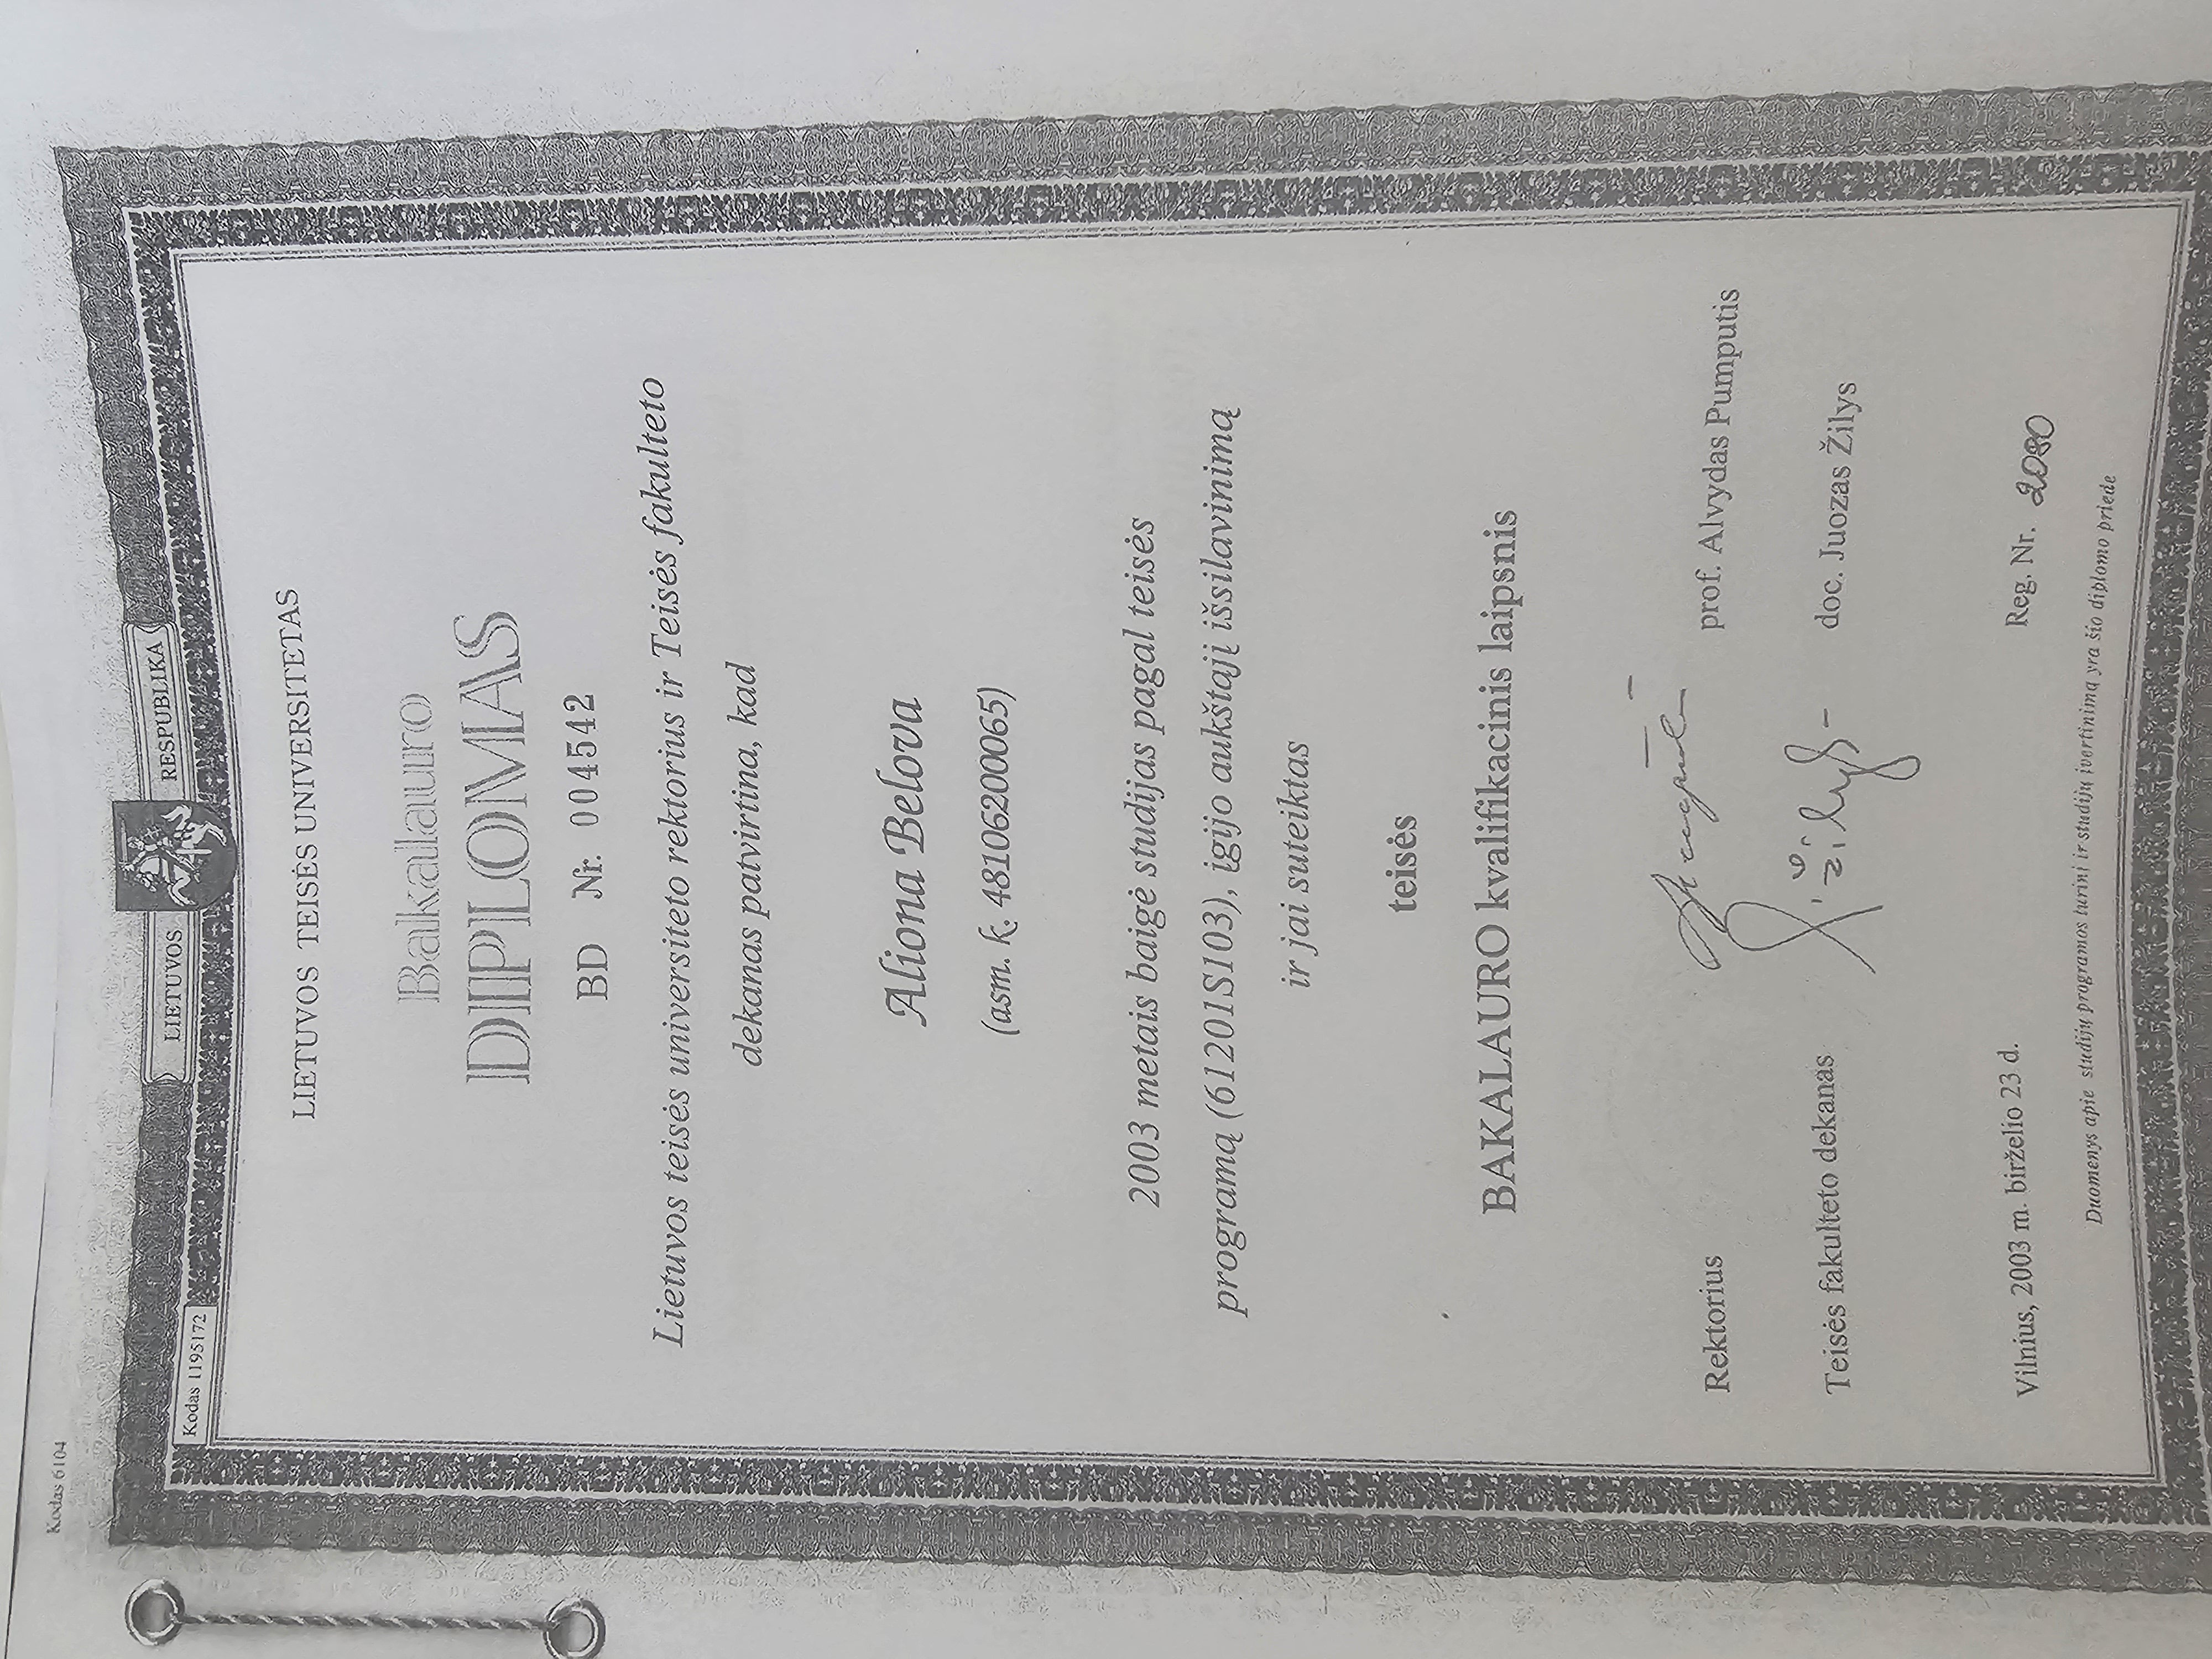 Kodas 6104
LIETUVOS RESPUBLIKA
Kodas 1195172
LIETUVOS TEISĖS UNIVERSITETAS
Bakalauro
DIPLOMAS
BD Nr. 004542
Lietuvos teisės universiteto rektorius ir Teisės fakulteto
dekanas patvirtina, kad
Aliona Belova
(asm. k. 48106200065)
2003 metais baigė studijas pagal teisės
programą (61201S103), įgijo aukštąjį išsilavinimą
ir jai suteiktas
teisės
BAKALAURO kvalifikacinis laipsnis
Rektorius prof. Alvydas Pumputis
Teisės fakulteto dekanas Žilys doc. Juozas Žilys
Vilnius, 2003 m. birželio 23 d. Reg. Nr. 2080
Duomenys apie studijų programos turinį ir studijų įvertinimą yra šio diplomo priede